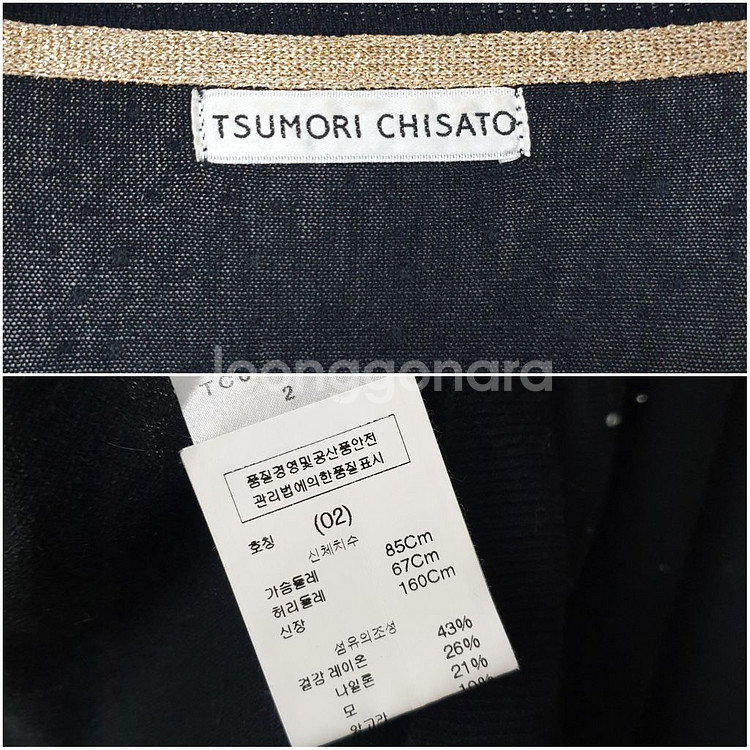 TSUMORI CHISATO
joonggonara
2
품질경영및공산품안전
관리법에의한품질표시
호칭 (02)
신체치수
가슴둘레 85Cm
허리둘레 67Cm
신장 160Cm
섬유의조성
겉감 레이온 43%
나일론 26%
모 21%